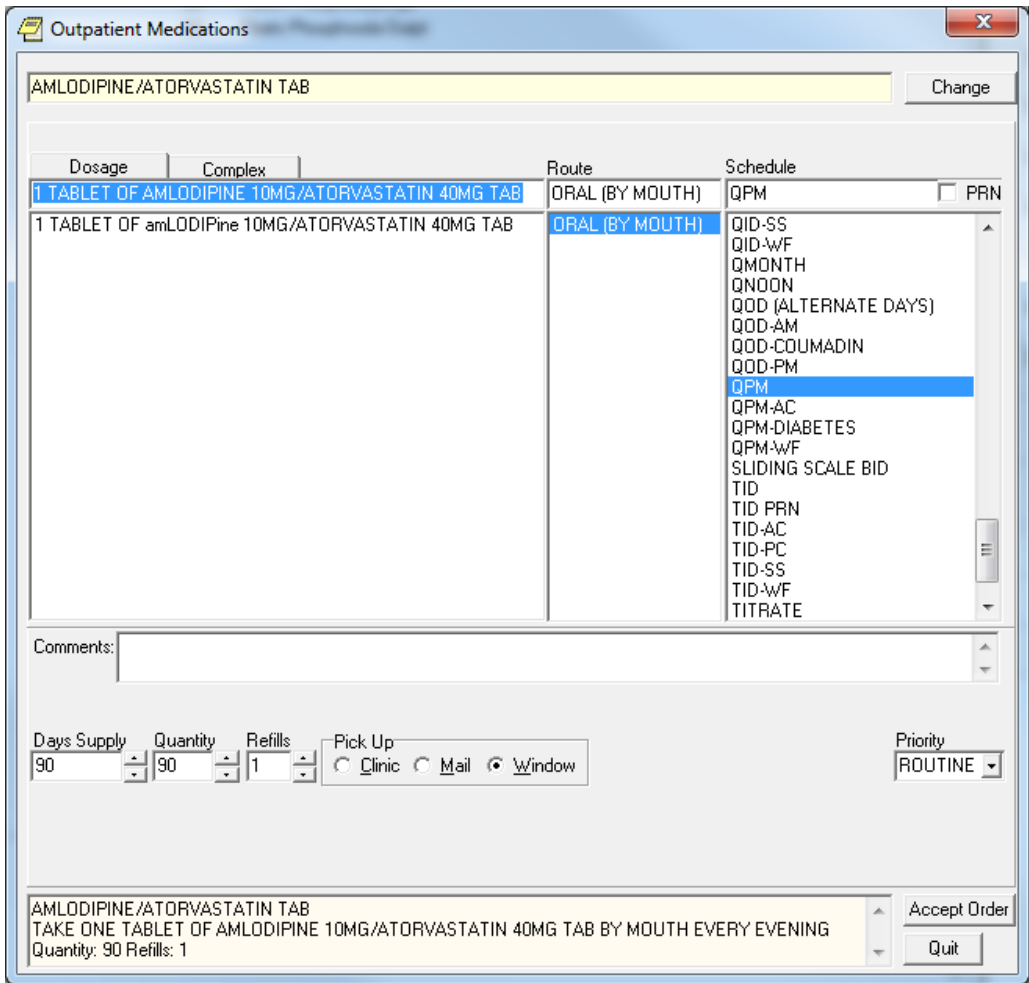 Outpatient Medications
AMLODIPINE/ATORVASTATIN TAB
Change
Dosage
Complex
Route
Schedule
1 TABLET OF AMLODIPINE 10MG/ATORVASTATIN 40MG TAB
ORAL (BY MOUTH)
QPM
PRN
1 TABLET OF amLODIPine 10MG/ATORVASTATIN 40MG TAB
ORAL (BY MOUTH)
QID-SS
QID-WF
QMONTH
QNOON
QOD (ALTERNATE DAYS)
QOD-AM
QOD-COUMADIN
QOD-PM
QPM
QPM-AC
QPM-DIABETES
QPM-WF
SLIDING SCALE BID
TID
TID PRN
TID-AC
TID-PC
TID-SS
TID-WF
TITRATE
Comments:
Days Supply
Quantity
Refills
Pick Up
Priority
90
90
1
Clinic
Mail
Window
ROUTINE
AMLODIPINE/ATORVASTATIN TAB
TAKE ONE TABLET OF AMLODIPINE 10MG/ATORVASTATIN 40MG TAB BY MOUTH EVERY EVENING
Quantity: 90 Refills: 1
Accept Order
Quit